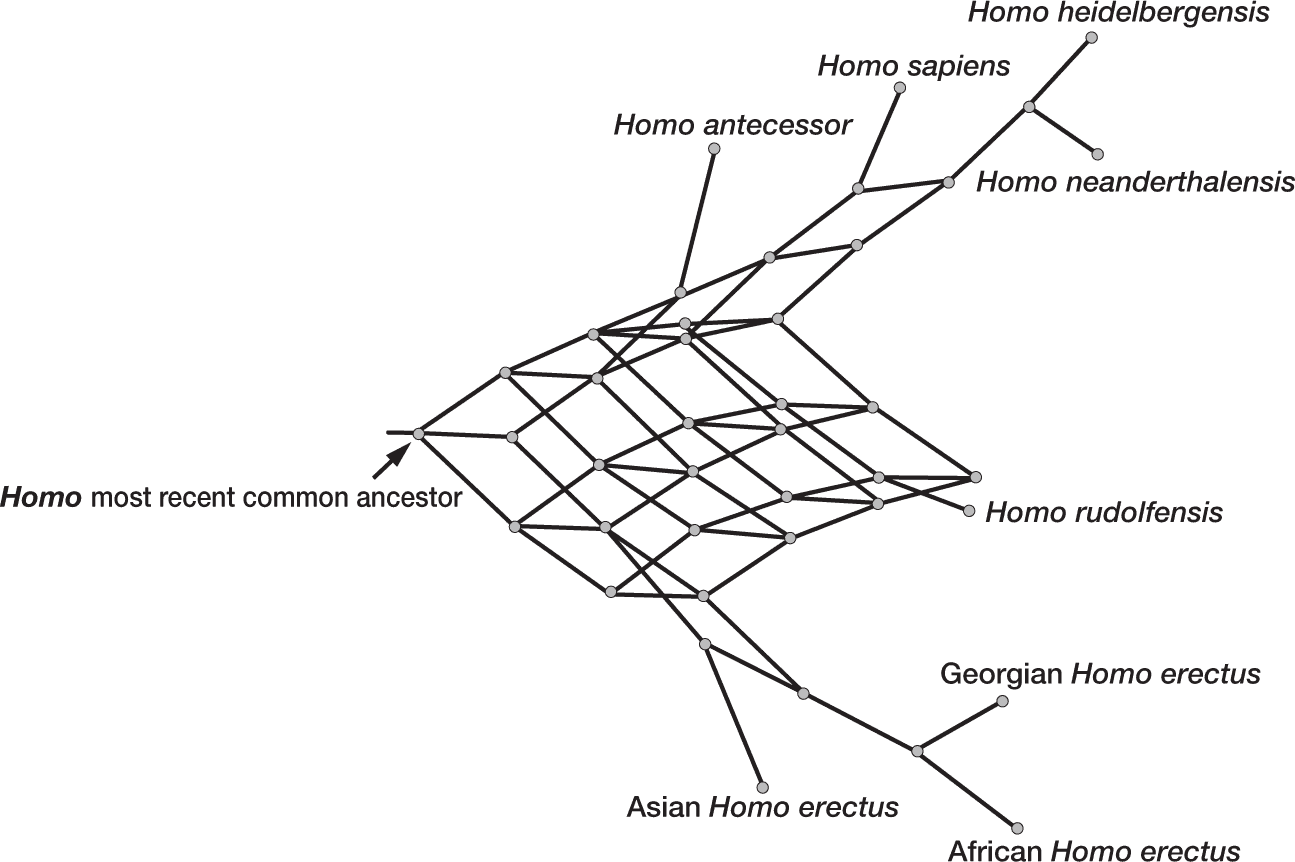 Homo heidelbergensis
Homo sapiens
Homo antecessor
Homo neanderthalensis
Homo most recent common ancestor
Homo rudolfensis
Georgian Homo erectus
Asian Homo erectus
African Homo erectus